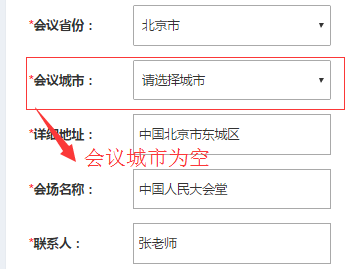 *会议省份： 北京市
*会议城市： 请选择城市
*详细地址： 中国北京市东城区
会议城市为空
*会场名称： 中国人民大会堂
*联系人： 张老师